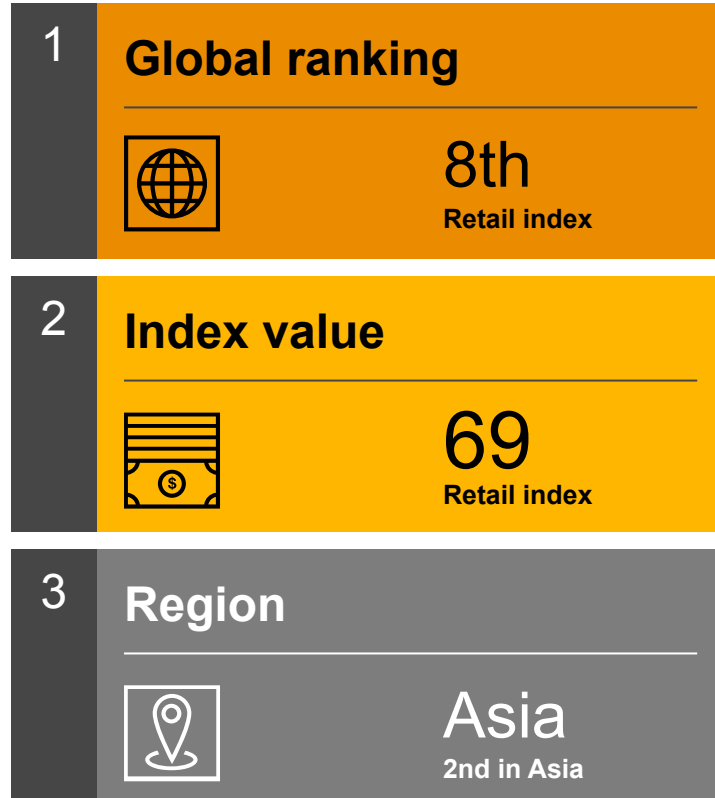 1
Global ranking
8th
Retail index
2
Index value
$
69
Retail index
3
Region
Asia
2nd in Asia